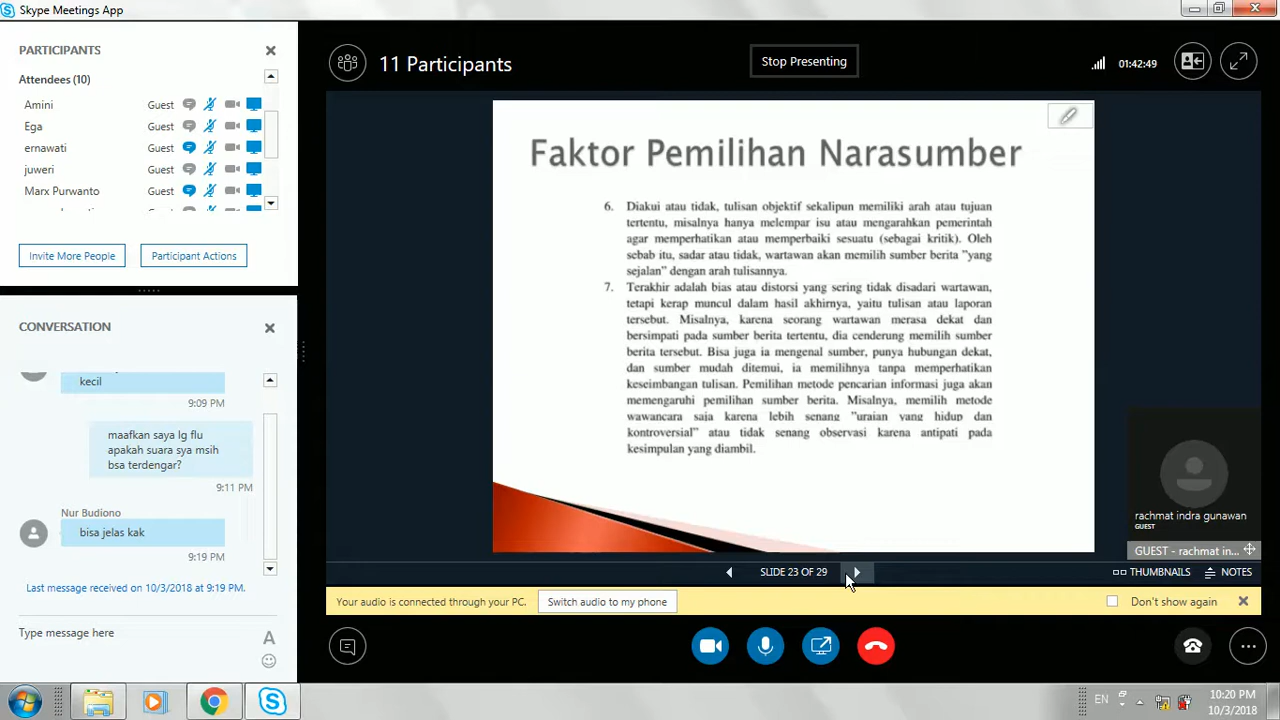 Skype Meetings App
PARTICIPANTS
Attendees (10)
Amini Guest
Ega Guest
ernawati Guest
juweri Guest
Marx Purwanto Guest
Invite More People
Participant Actions
CONVERSATION
kecil
9:09 PM
maafkan saya lg flu
apakah suara sya msih
bsa terdengar?
9:11 PM
Nur Budiono
bisa jelas kak
9:19 PM
Last message received on 10/3/2018 at 9:19 PM.
Type message here
A
11 Participants
Stop Presenting
01:42:49
Faktor Pemilihan Narasumber
6. Diakui atau tidak, tulisan objektif sekalipun memiliki arah atau tujuan
tertentu, misalnya hanya melempar isu atau mengarahkan pemerintah
agar memperhatikan atau memperbaiki sesuatu (sebagai kritik). Oleh
sebab itu, sadar atau tidak, wartawan akan memilih sumber berita "yang
sejalan" dengan arah tulisannya.
7. Terakhir adalah bias atau distorsi yang sering tidak disadari wartawan,
tetapi kerap muncul dalam hasil akhirnya, yaitu tulisan atau laporan
tersebut. Misalnya, karena seorang wartawan merasa dekat dan
bersimpati pada sumber berita tertentu, dia cenderung memilih sumber
berita tersebut. Bisa juga ia mengenal sumber, punya hubungan dekat,
dan sumber mudah ditemui, ia memilihnya tanpa memperhatikan
keseimbangan tulisan. Pemilihan metode pencarian informasi juga akan
memengaruhi pemilihan sumber berita. Misalnya, memilih metode
wawancara saja karena lebih senang "uraian yang hidup dan
kontroversial" atau tidak senang observasi karena antipati pada
kesimpulan yang diambil.
rachmat indra gunawan
GUEST
GUEST - rachmat in...
SLIDE 23 OF 29
THUMBNAILS
NOTES
Your audio is connected through your PC.
Switch audio to my phone
Don't show again
EN
10:20 PM
10/3/2018